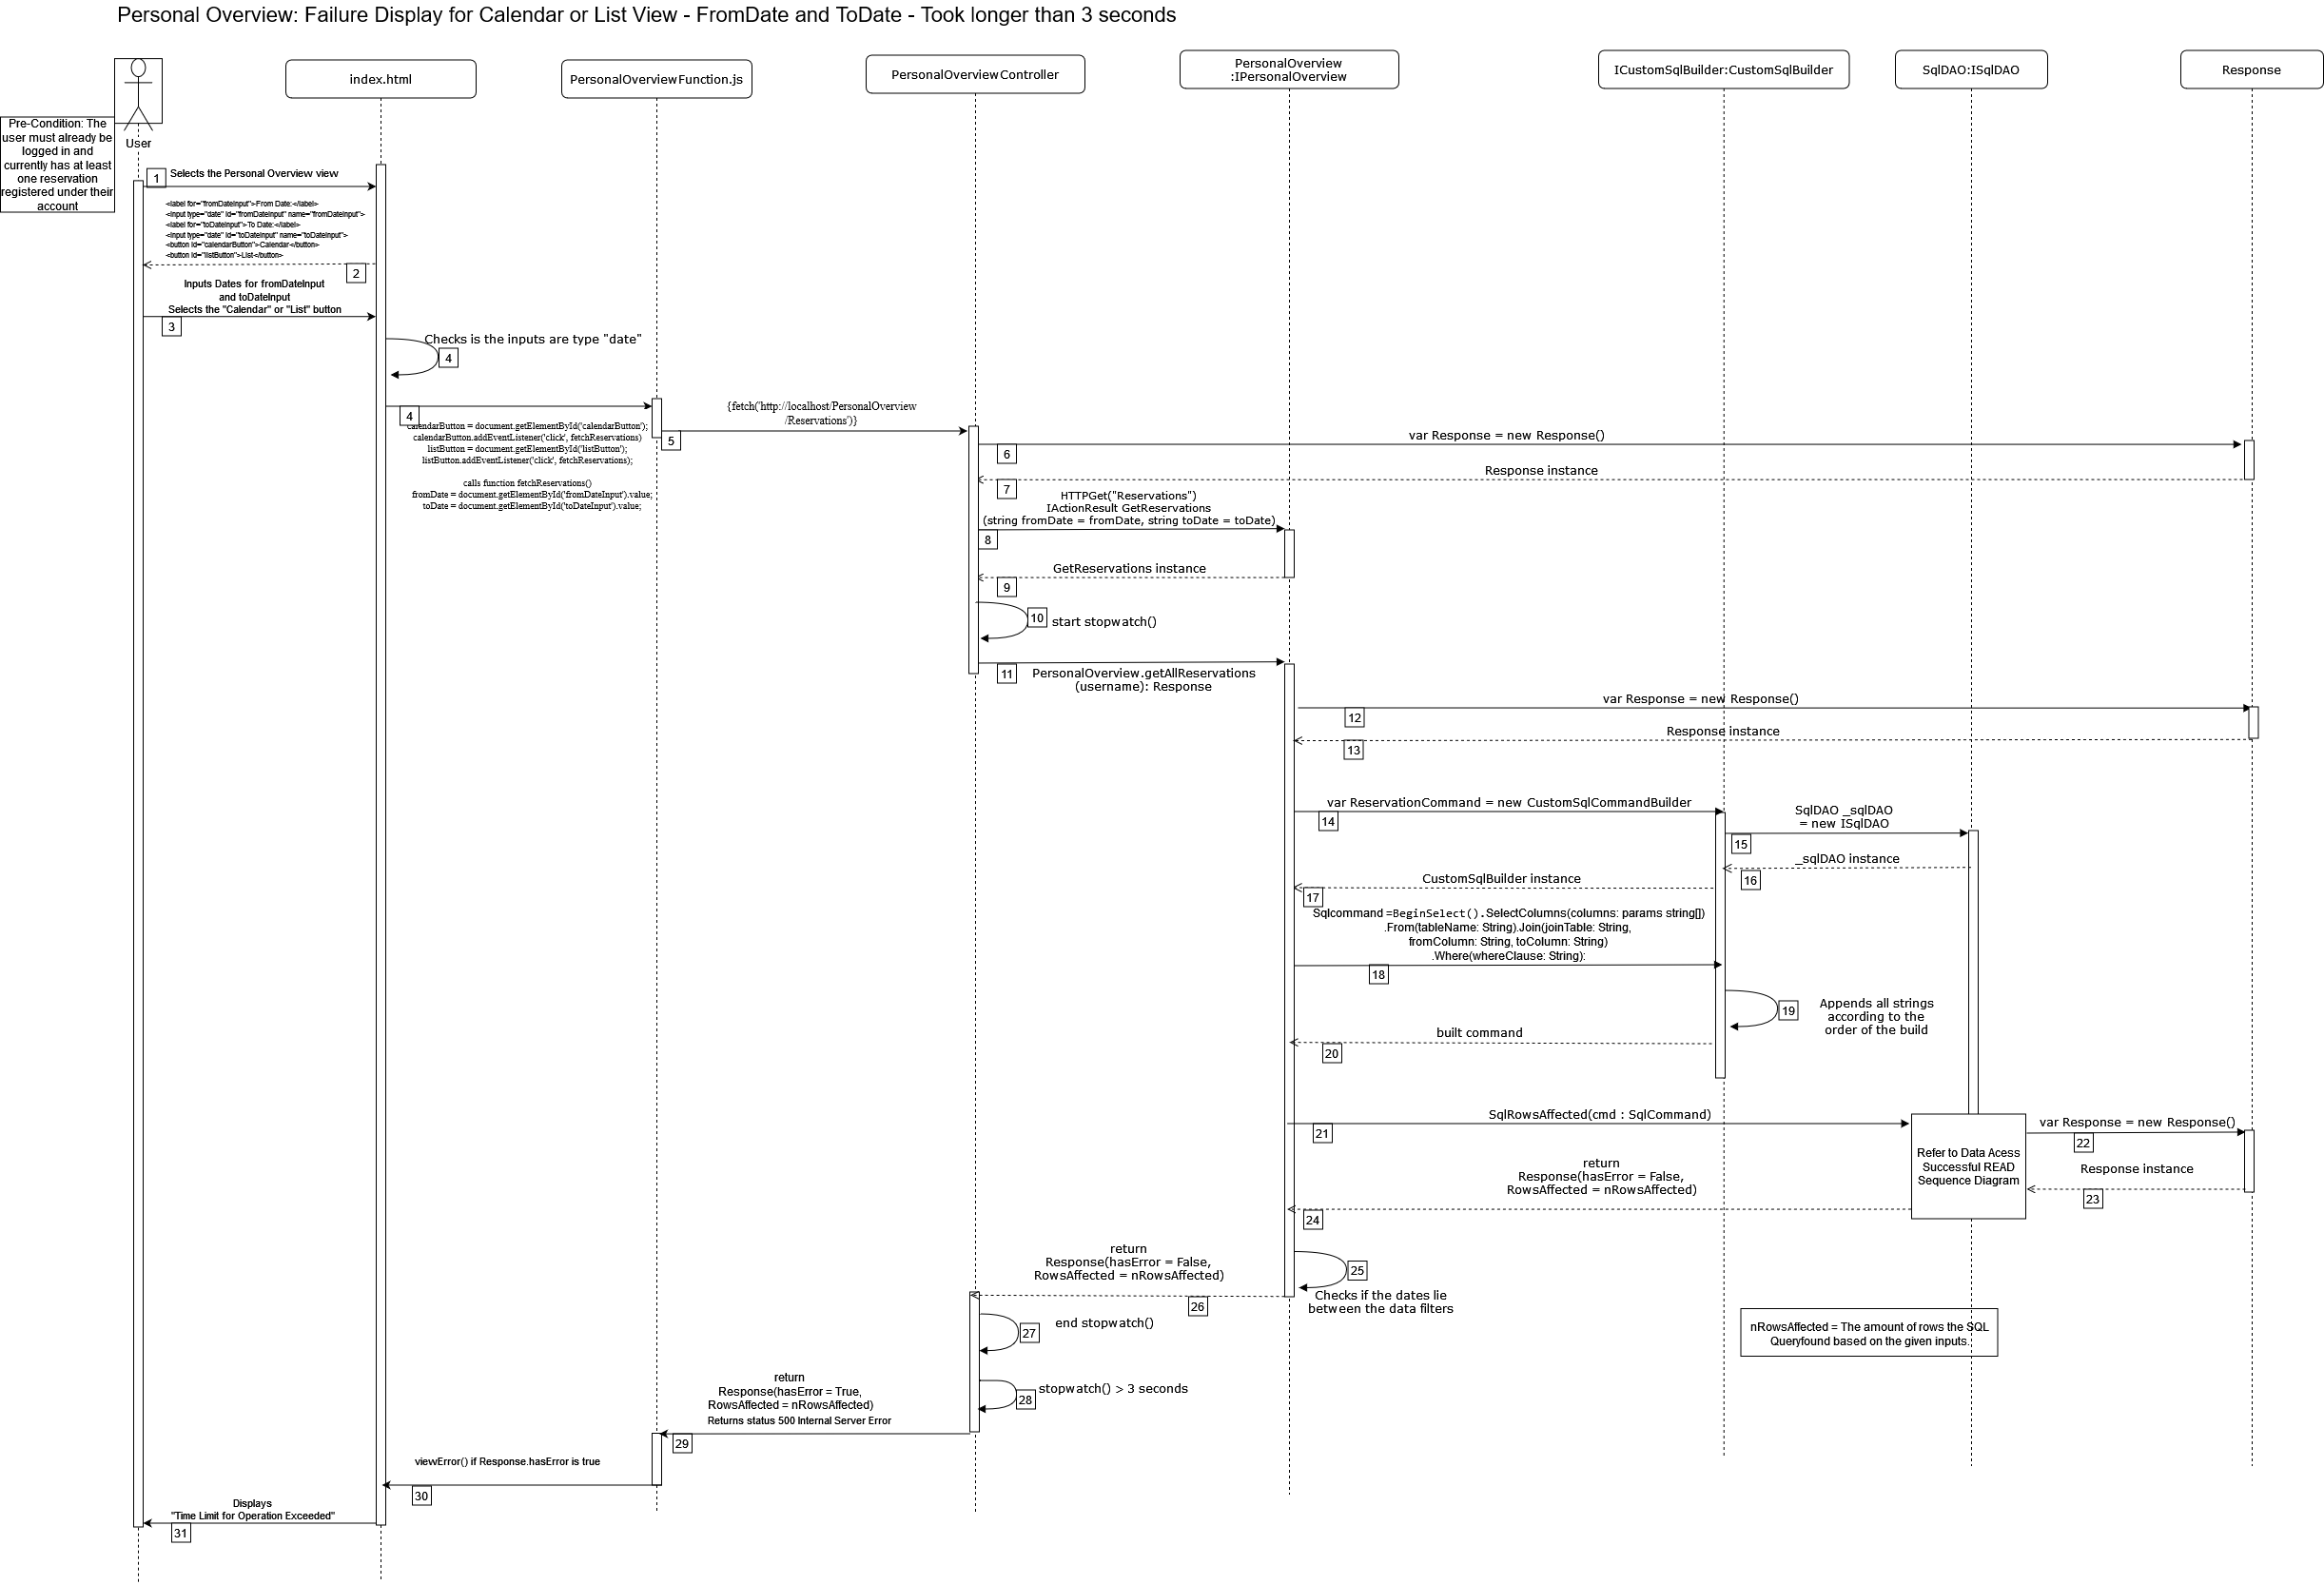 Personal Overview: Failure Display for Calendar or List View - FromDate and ToDate - Took longer than 3 seconds
index.html
PersonalOverviewFunction.js
PersonalOverviewController
PersonalOverview
:IPersonalOverview
ICustomSqlBuilder:CustomSqlBuilder
SqlDAO:ISqlDAO
Response
User
Pre-Condition: The
user must already be
logged in and
currently has at least
one reservation
registered under their
account
1
Selects the Personal Overview view
<label for="fromDateInput">From Date:</label>
<input type="date" id="fromDateInput" name="fromDateInput">
<label for="toDateInput">To Date:</label>
<input type="date" id="toDateInput" name="toDateInput">
<button id="calendarButton">Calendar</button>
<button id="listButton">List</button>
2
Inputs Dates for fromDateInput
and toDateInput
Selects the "Calendar" or "List" button
3
Checks is the inputs are type "date"
4
4
calendarButton = document.getElementById('calendarButton');
calendarButton.addEventListener('click', fetchReservations)
listButton = document.getElementById('listButton');
listButton.addEventListener('click', fetchReservations);
calls function fetchReservations()
fromDate = document.getElementById('fromDateInput').value;
toDate = document.getElementById('toDateInput').value;
{fetch('http://localhost/PersonalOverview
/Reservations')}
5
var Response = new Response()
6
Response instance
7
HTTPGet("Reservations")
IActionResult GetReservations
(string fromDate = fromDate, string toDate = toDate)
8
GetReservations instance
9
10
start stopwatch()
11
PersonalOverview.getAllReservations
(username): Response
var Response = new Response()
12
Response instance
13
var ReservationCommand = new CustomSqlCommandBuilder
14
SqlDAO _sqlDAO
= new ISqlDAO
15
_sqlDAO instance
16
CustomSqlBuilder instance
17
Sqlcommand =BeginSelect().SelectColumns(columns: params string[])
.From(tableName: String).Join(joinTable: String,
fromColumn: String, toColumn: String)
.Where(whereClause: String):
18
19
Appends all strings
according to the
order of the build
built command
20
SqlRowsAffected(cmd : SqlCommand)
21
Refer to Data Acess
Successful READ
Sequence Diagram
var Response = new Response()
22
Response instance
23
return
Response(hasError = False,
RowsAffected = nRowsAffected)
24
25
Checks if the dates lie
between the data filters
return
Response(hasError = False,
RowsAffected = nRowsAffected)
26
nRowsAffected = The amount of rows the SQL
Queryfound based on the given inputs.
27
end stopwatch()
28
stopwatch() > 3 seconds
return
Response(hasError = True,
RowsAffected = nRowsAffected)
Returns status 500 Internal Server Error
29
viewError() if Response.hasError is true
30
Displays
"Time Limit for Operation Exceeded"
31